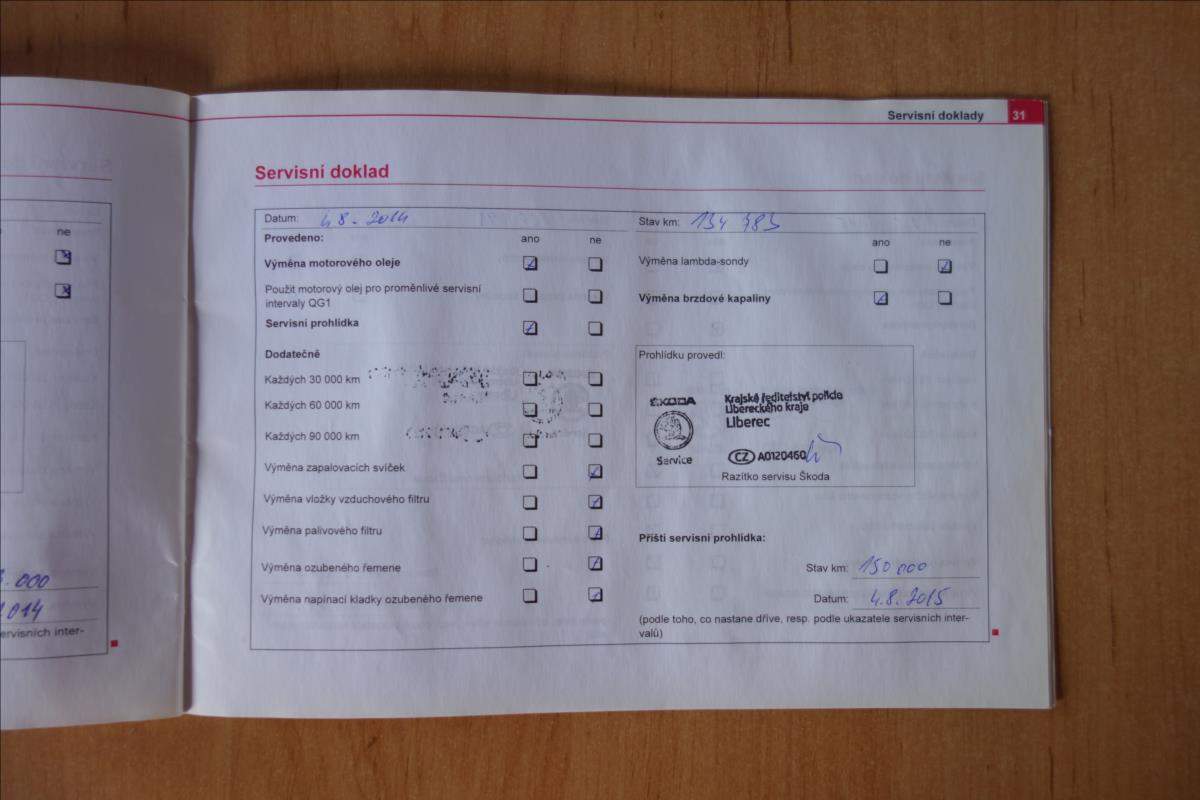 Servisní doklady 31
Servisní doklad
ne
Datum: 4.8.2014
Stav km: 134 783
Provedeno: ano ne
Výměna motorového oleje
Použit motorový olej pro proměnlivé servisní
intervaly QG1
Servisní prohlídka
Dodatečně
Každých 30 000 km
Každých 60 000 km
Každých 90 000 km
Výměna zapalovacích svíček
Výměna vložky vzduchového filtru
Výměna palivového filtru
Výměna ozubeného řemene
Výměna napínací kladky ozubeného řemene
ano ne
Výměna lambda-sondy
Výměna brzdové kapaliny
Prohlídku provedl:
ŠKODA
Service
Krajské ředitelství policie
Libereckého kraje
Liberec
CZ A0120460
Razítko servisu Škoda
Příští servisní prohlídka:
Stav km: 150 000
Datum: 4.8.2015
(podle toho, co nastane dříve, resp. podle ukazatele servisních inter-
valů)
.000
014
ervisních inter-